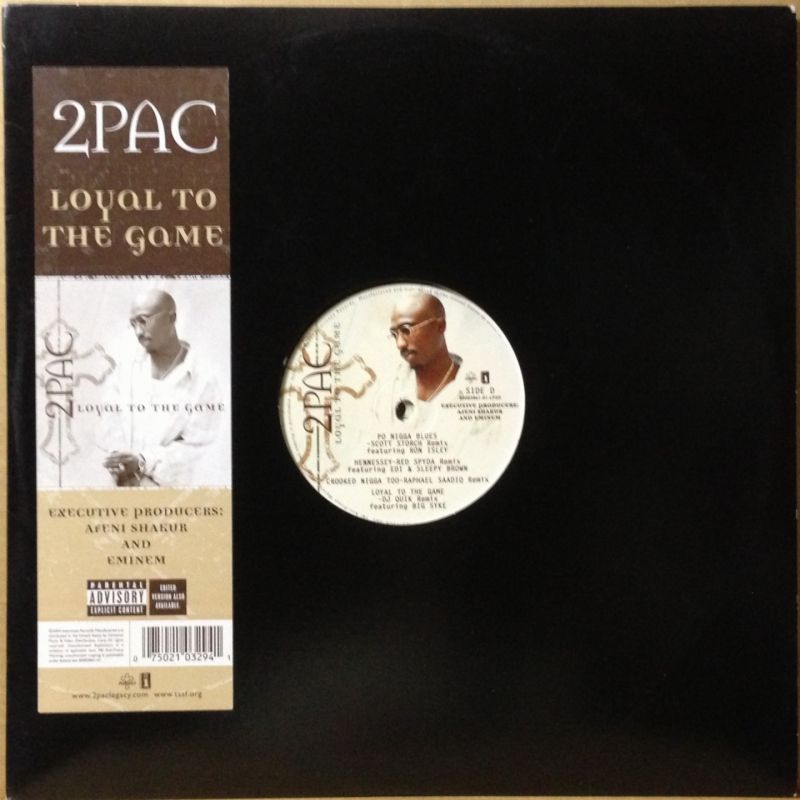 2PAC
LOYAL TO
THE GAME
2PAC
LOYAL TO THE GAME
EXECUTIVE PRODUCERS:
AFENI SHAKUR
AND
EMINEM
PARENTAL
ADVISORY
EXPLICIT CONTENT
EDITED
VERSION ALSO
AVAILABLE.
0 75021 03294 1
www.2paclegacy.com www.tasf.org
2PAC
LOYAL TO THE GAME
SIDE D
EXECUTIVE PRODUCERS:
AFENI SHAKUR
AND EMINEM
PO NIGGA BLUES
-SCOTT STORCH Remix
featuring RON ISLEY
HENNESSEY-RED SPYDA Remix
featuring EDI & SLEEPY BROWN
CROOKED NIGGA TOO-RAPHAEL SAADIQ Remix
LOYAL TO THE GAME
-DJ QUIK Remix
featuring BIG SYKE